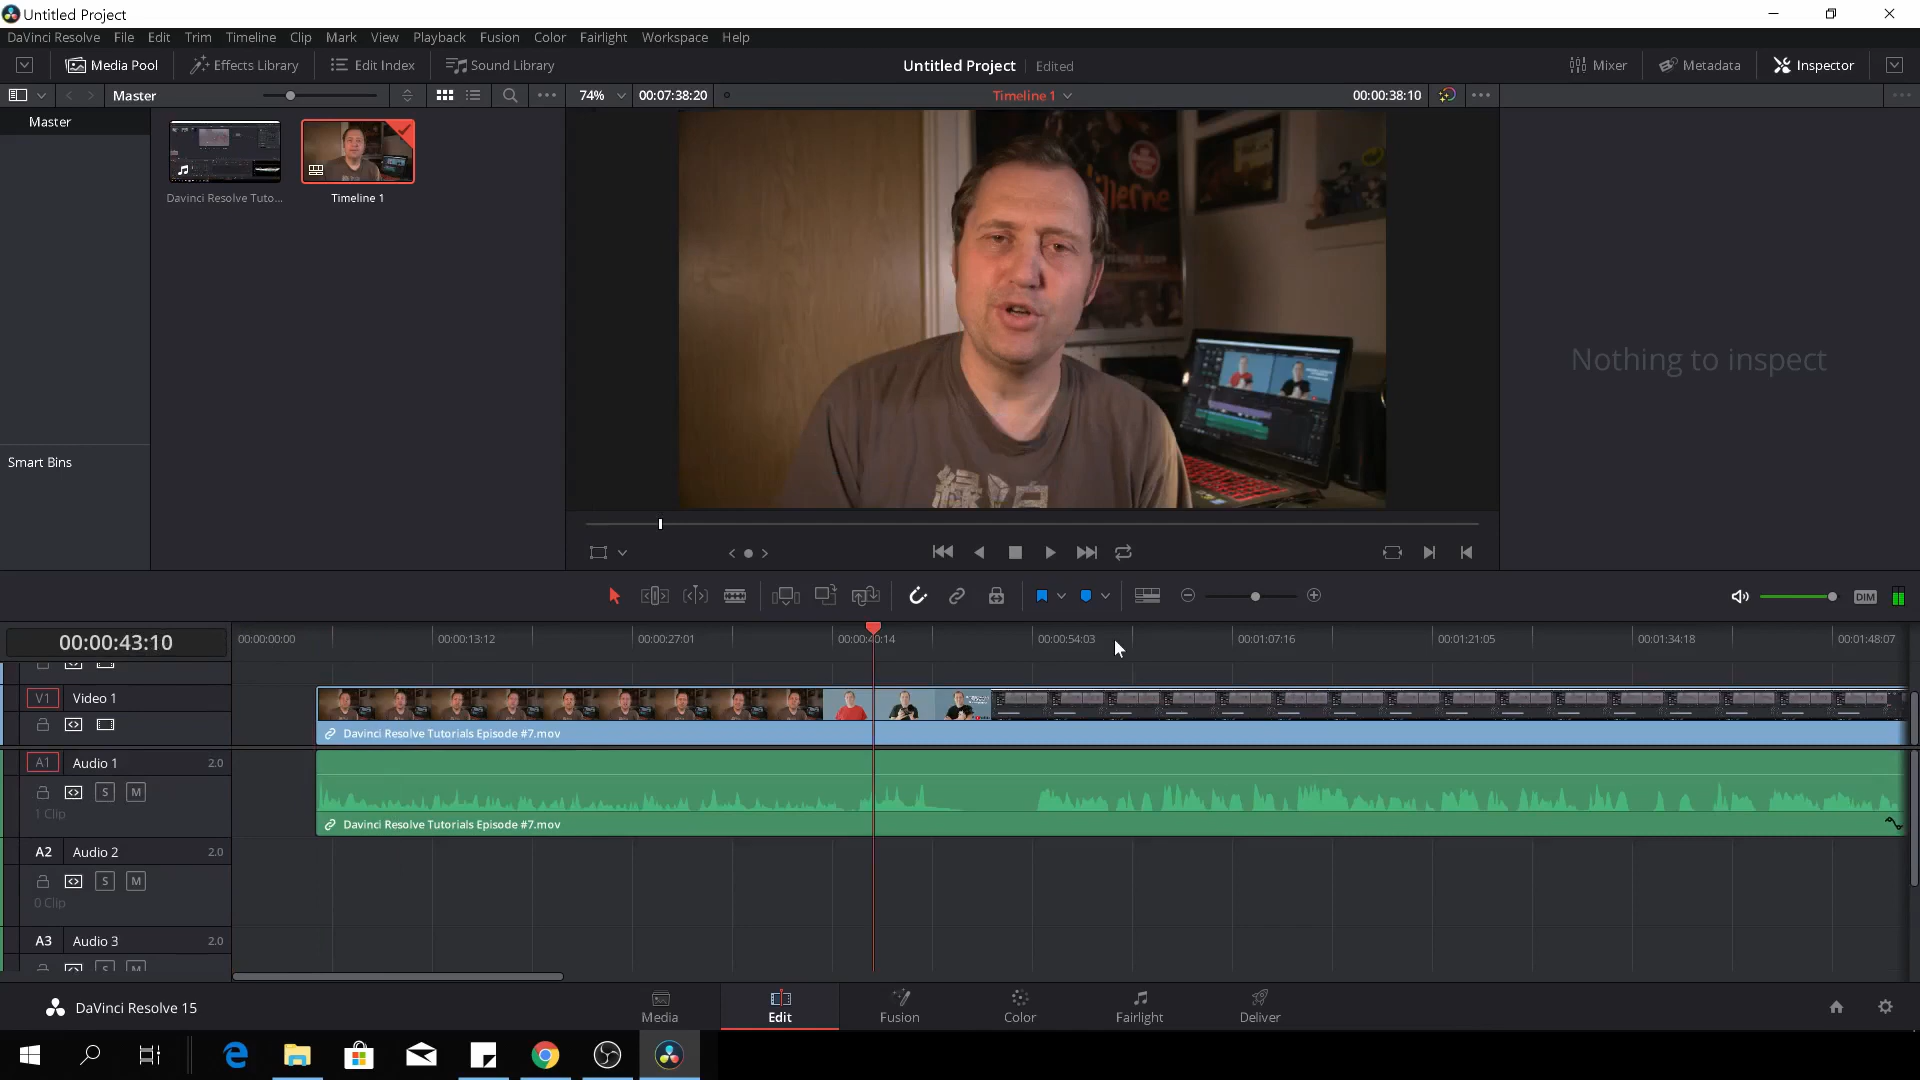 Untitled Project
DaVinci Resolve File Edit Trim Timeline Clip Mark View Playback Fusion Color Fairlight Workspace Help
Media Pool Effects Library Edit Index Sound Library Untitled Project Edited Mixer Metadata Inspector
Master 74% 00:07:38:20 Timeline 1 00:00:38:10
Master
Davinci Resolve Tuto... Timeline 1
Nothing to inspect
Smart Bins
DIM
00:00:43:10 00:00:00:00 00:00:13:12 00:00:27:01 00:00:40:14 00:00:54:03 00:01:07:16 00:01:21:05 00:01:34:18 00:01:48:07
V1 Video 1
Davinci Resolve Tutorials Episode #7.mov
A1 Audio 1 2.0
S M
1 Clip
Davinci Resolve Tutorials Episode #7.mov
A2 Audio 2 2.0
S M
0 Clip
A3 Audio 3 2.0
S M
DaVinci Resolve 15 Media Edit Fusion Color Fairlight Deliver